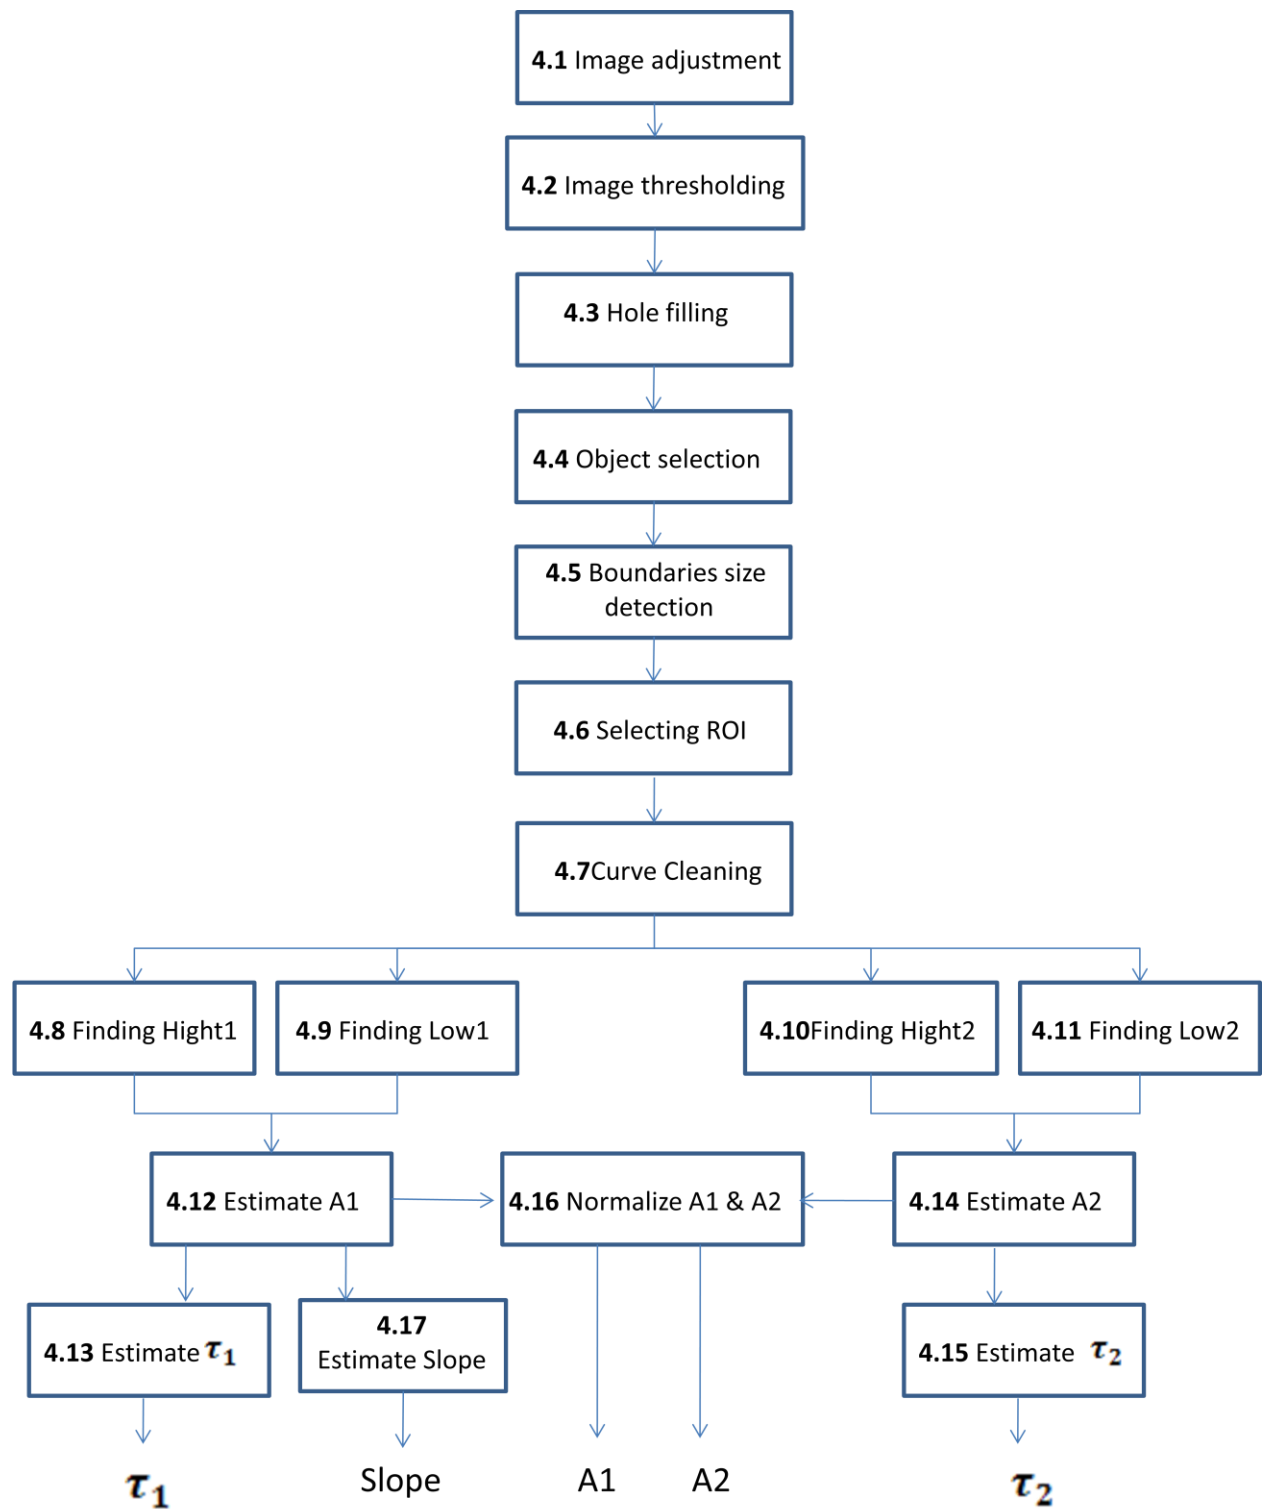 4.1 Image adjustment
4.2 Image thresholding
4.3 Hole filling
4.4 Object selection
4.5 Boundaries size
detection
4.6 Selecting ROI
4.7Curve Cleaning
4.8 Finding Hight1
4.9 Finding Low1
4.10Finding Hight2
4.11 Finding Low2
4.12 Estimate A1
4.16 Normalize A1 & A2
4.14 Estimate A2
4.13 Estimate τ₁
4.17
Estimate Slope
4.15 Estimate τ₂
τ₁
Slope
A1
A2
τ₂